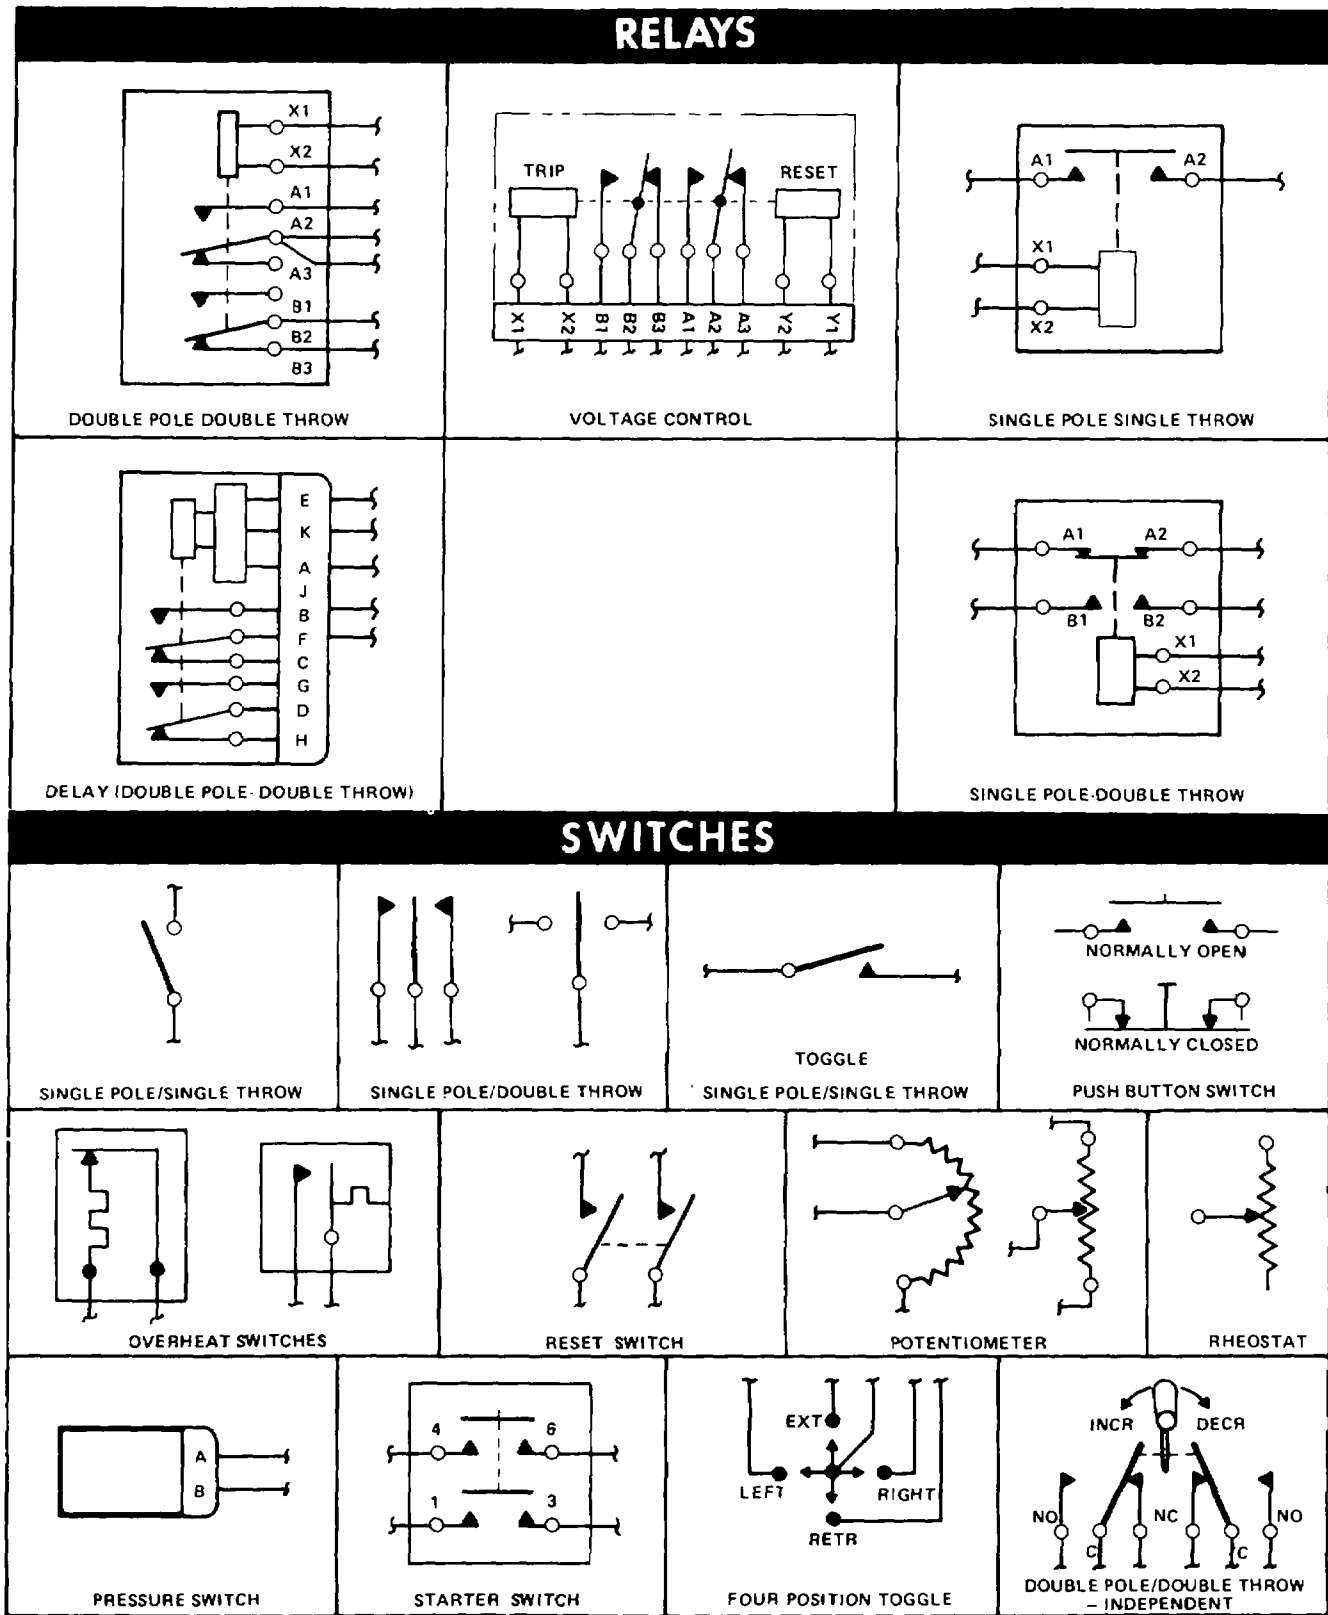 RELAYS
X1
X2
A1
A2
A3
B1
B2
B3
DOUBLE POLE DOUBLE THROW
TRIP
RESET
X1 X2 B1 B2 B3 A1 A2 A3 Y2 Y1
VOLTAGE CONTROL
A1 A2
X1
X2
SINGLE POLE SINGLE THROW
E
K
A
J
B
F
C
G
D
H
DELAY (DOUBLE POLE-DOUBLE THROW)
A1 A2
B1 B2
X1
X2
SINGLE POLE-DOUBLE THROW
SWITCHES
SINGLE POLE/SINGLE THROW
SINGLE POLE/DOUBLE THROW
TOGGLE
SINGLE POLE/SINGLE THROW
NORMALLY OPEN
NORMALLY CLOSED
PUSH BUTTON SWITCH
OVERHEAT SWITCHES
RESET SWITCH
POTENTIOMETER
RHEOSTAT
A
B
PRESSURE SWITCH
4 6
1 3
STARTER SWITCH
EXT
LEFT RIGHT
RETR
FOUR POSITION TOGGLE
INCR DECR
NO NC NO
C C
DOUBLE POLE/DOUBLE THROW
– INDEPENDENT